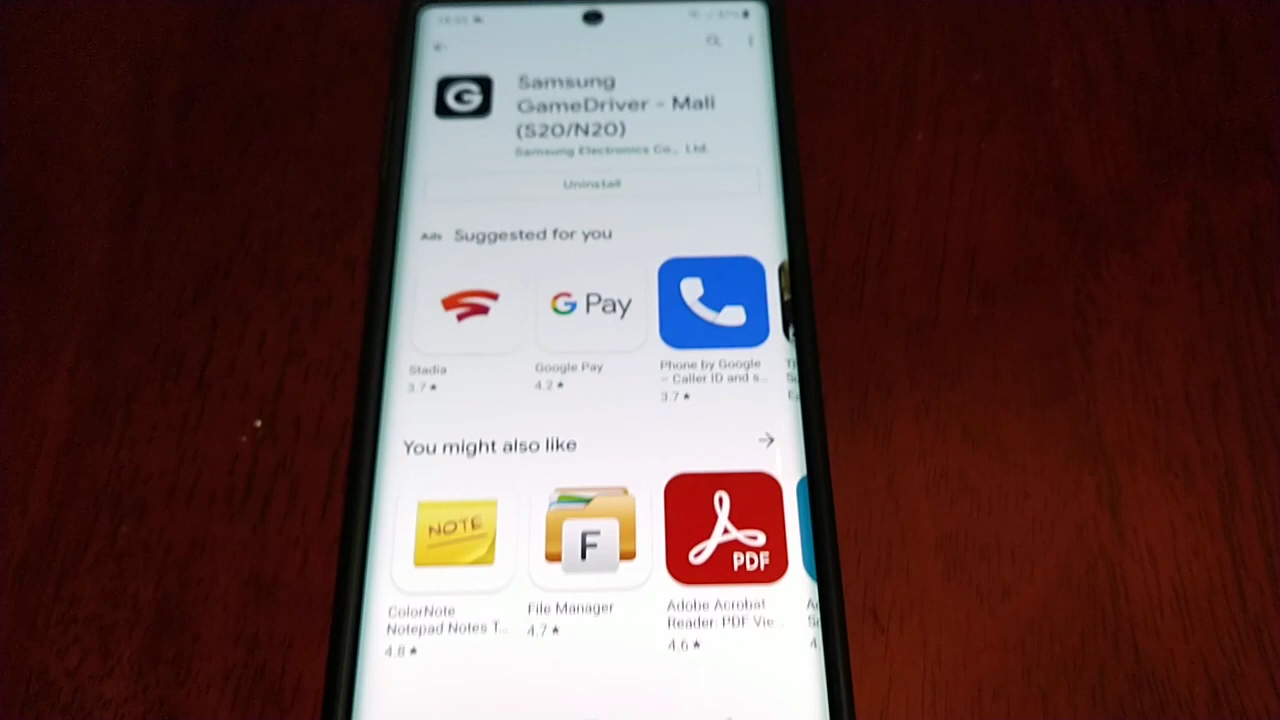 Samsung
GameDriver - Mali
(S20/N20)
Samsung Electronics Co., Ltd.
Uninstall
Ads Suggested for you
G Pay
Stadia
3.7★
Google Pay
4.2★
Phone by Google
– Caller ID and s...
3.7★
You might also like
NOTE
F
PDF
ColorNote
Notepad Notes T...
4.8★
File Manager
4.7★
Adobe Acrobat
Reader: PDF Vie...
4.6★